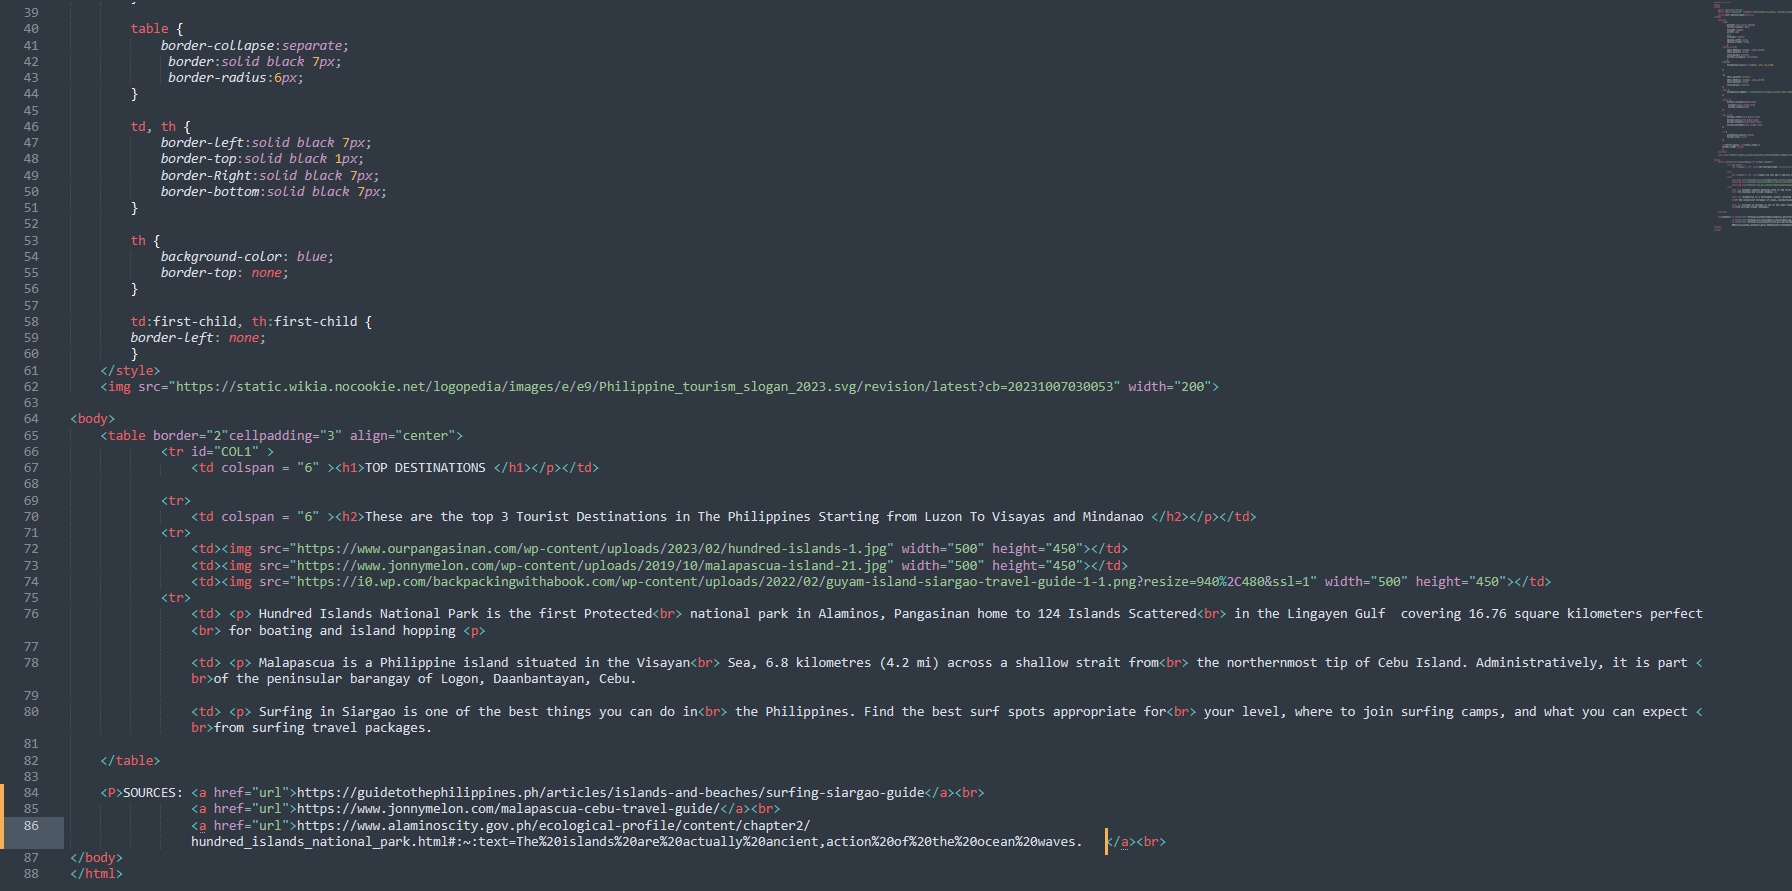 39
40 table {
41 border-collapse:separate;
42 border:solid black 7px;
43 border-radius:6px;
44 }
45
46 td, th {
47 border-left:solid black 7px;
48 border-top:solid black 1px;
49 border-Right:solid black 7px;
50 border-bottom:solid black 7px;
51 }
52
53 th {
54 background-color: blue;
55 border-top: none;
56 }
57
58 td:first-child, th:first-child {
59 border-left: none;
60 }
61 </style>
62 <img src="https://static.wikia.nocookie.net/logopedia/images/e/e9/Philippine_tourism_slogan_2023.svg/revision/latest?cb=20231007030053" width="200">
63
64 <body>
65 <table border="2"cellpadding="3" align="center">
66 <tr id="COL1" >
67 <td colspan = "6" ><h1>TOP DESTINATIONS </h1></p></td>
68
69 <tr>
70 <td colspan = "6" ><h2>These are the top 3 Tourist Destinations in The Philippines Starting from Luzon To Visayas and Mindanao </h2></p></td>
71 <tr>
72 <td><img src="https://www.ourpangasinan.com/wp-content/uploads/2023/02/hundred-islands-1.jpg" width="500" height="450"></td>
73 <td><img src="https://www.jonnymelon.com/wp-content/uploads/2019/10/malapascua-island-21.jpg" width="500" height="450"></td>
74 <td><img src="https://i0.wp.com/backpackingwithabook.com/wp-content/uploads/2022/02/guyam-island-siargao-travel-guide-1-1.png?resize=940%2C480&ssl=1" width="500" height="450"></td>
75 <tr>
76 <td> <p> Hundred Islands National Park is the first Protected<br> national park in Alaminos, Pangasinan home to 124 Islands Scattered<br> in the Lingayen Gulf  covering 16.76 square kilometers perfect
<br> for boating and island hopping <p>
77
78 <td> <p> Malapascua is a Philippine island situated in the Visayan<br> Sea, 6.8 kilometres (4.2 mi) across a shallow strait from<br> the northernmost tip of Cebu Island. Administratively, it is part <
br>of the peninsular barangay of Logon, Daanbantayan, Cebu.
79
80 <td> <p> Surfing in Siargao is one of the best things you can do in<br> the Philippines. Find the best surf spots appropriate for<br> your level, where to join surfing camps, and what you can expect <
br>from surfing travel packages.
81
82 </table>
83
84 <P>SOURCES: <a href="url">https://guidetothephilippines.ph/articles/islands-and-beaches/surfing-siargao-guide</a><br>
85 <a href="url">https://www.jonnymelon.com/malapascua-cebu-travel-guide/</a><br>
86 <a href="url">https://www.alaminoscity.gov.ph/ecological-profile/content/chapter2/
hundred_islands_national_park.html#:~:text=The%20islands%20are%20actually%20ancient,action%20of%20the%20ocean%20waves.   </a><br>
87 </body>
88 </html>